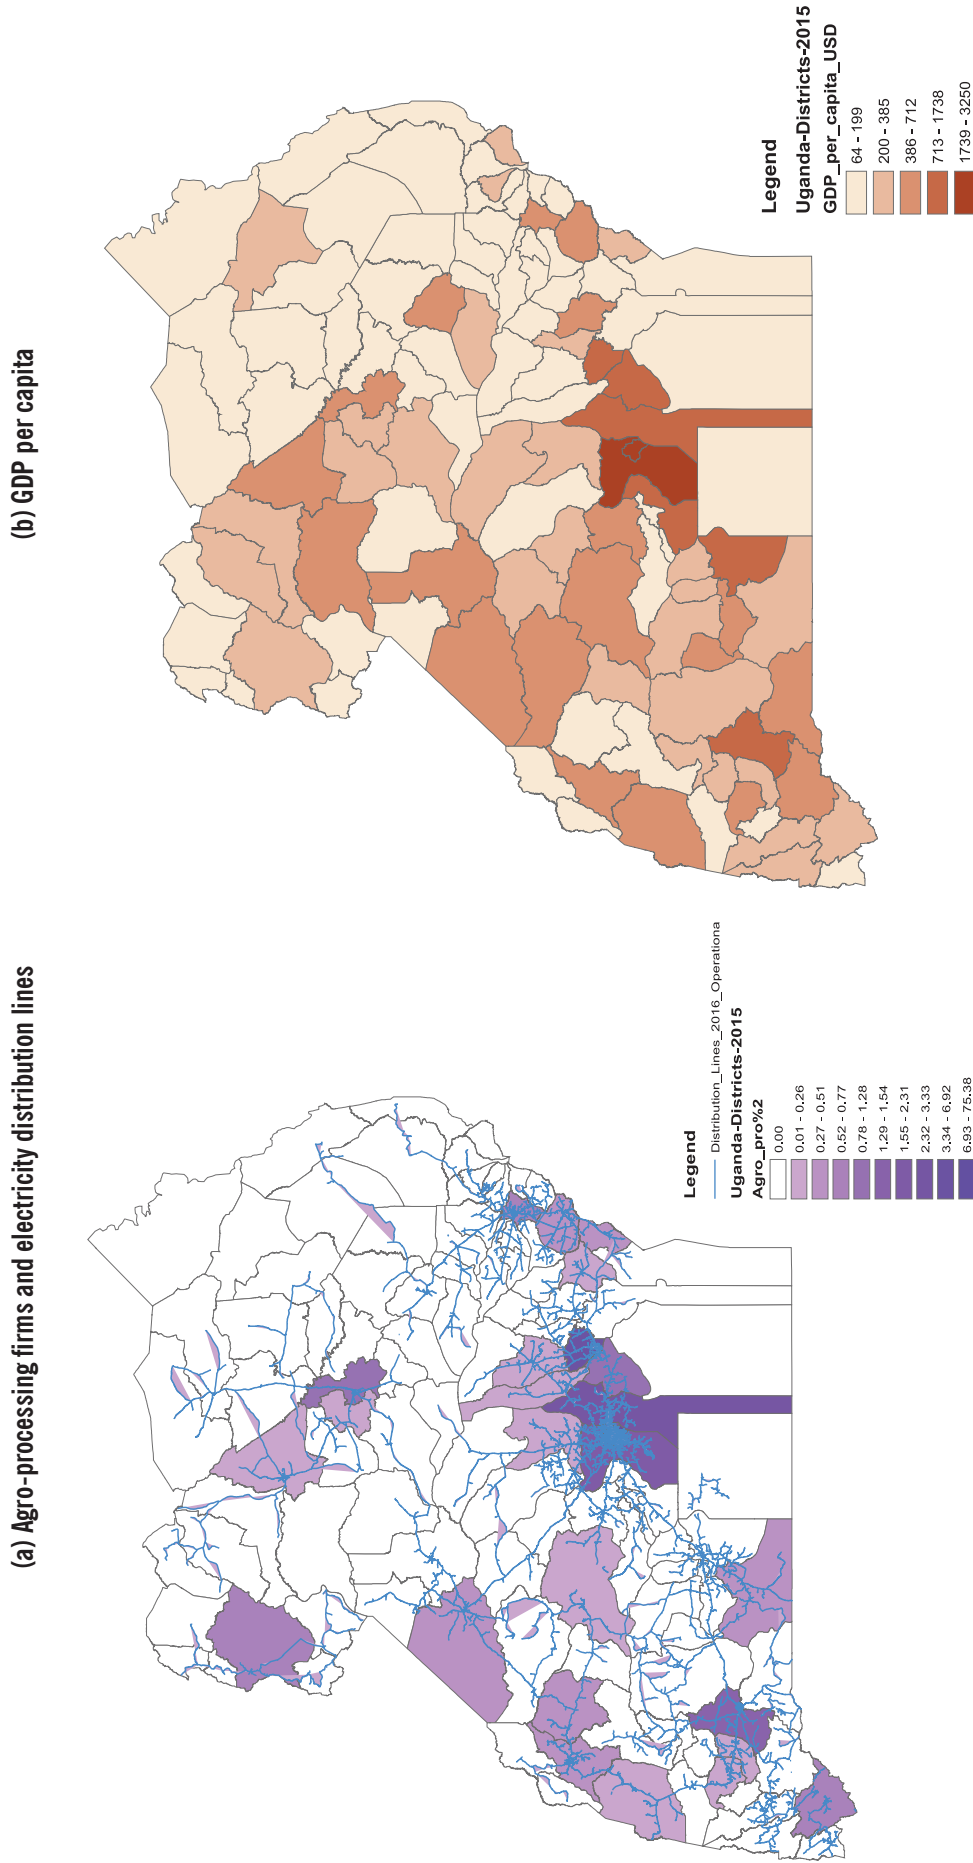 (a) Agro-processing firms and electricity distribution lines
Legend
Distribution_Lines_2016_Operationa
Uganda-Districts-2015
Agro_pro%2
0.00
0.01 - 0.26
0.27 - 0.51
0.52 - 0.77
0.78 - 1.28
1.29 - 1.54
1.55 - 2.31
2.32 - 3.33
3.34 - 6.92
6.93 - 75.38
(b) GDP per capita
Legend
Uganda-Districts-2015
GDP_per_capita_USD
64 - 199
200 - 385
386 - 712
713 - 1738
1739 - 3250